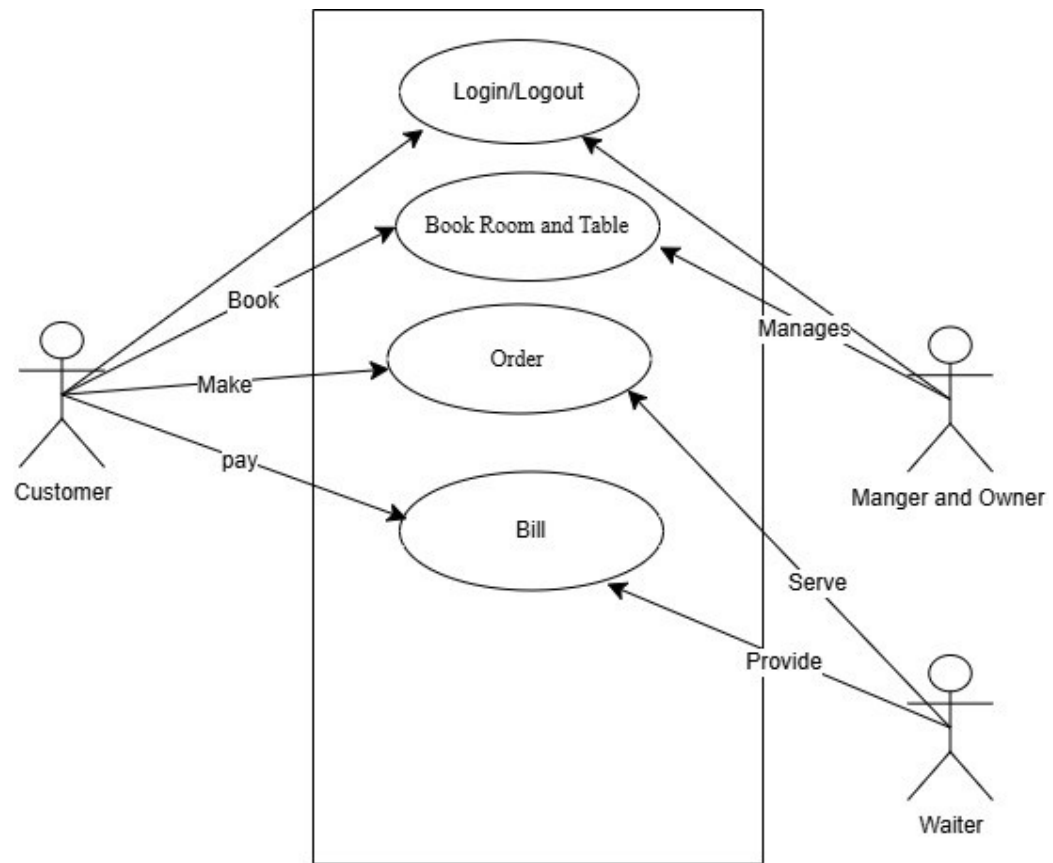 Login/Logout
Book Room and Table
Book
Manages
Order
Make
pay
Customer
Manger and Owner
Bill
Serve
Provide
Waiter